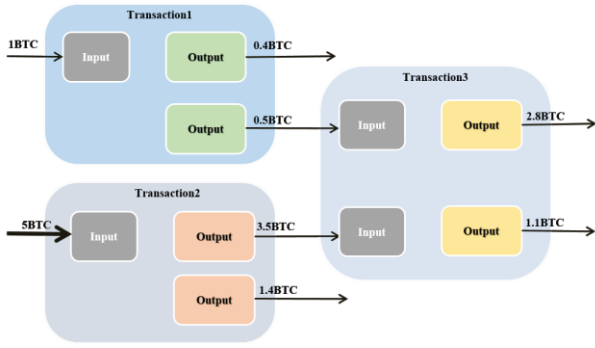 Transaction1
1BTC
Input
Output
0.4BTC
Output
0.5BTC
Transaction2
5BTC
Input
Output
3.5BTC
Output
1.4BTC
Transaction3
Input
Output
2.8BTC
Input
Output
1.1BTC